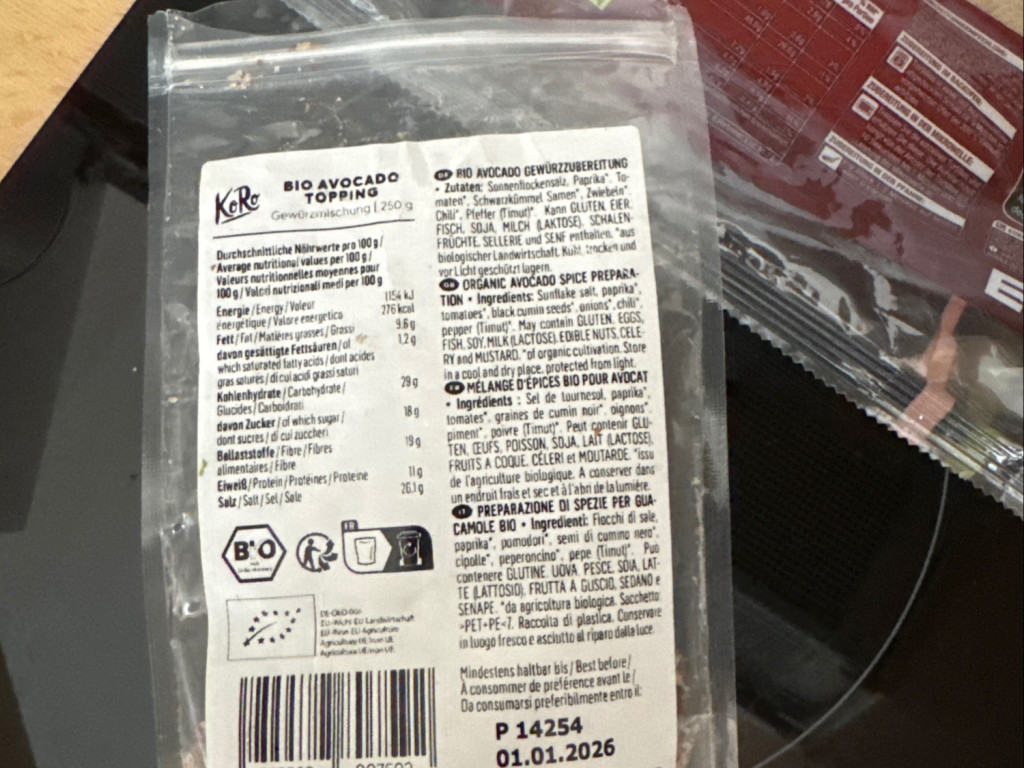 KoRo
BIO AVOCADO
TOPPING
Gewürzmischung | 250 g
Durchschnittliche Nährwerte pro 100 g /
Average nutritional values per 100 g /
Valeurs nutritionnelles moyennes pour
100 g / Valori nutrizionali medi per 100 g
Energie / Energy / Valeur 1154 kJ
énergétique / Valore energetico 276 kcal
Fett / Fat / Matières grasses / Grassi 9.6 g
davon gesättigte Fettsäuren / of 1.2 g
which saturated fatty acids / dont acides
gras saturés / di cui acidi grassi saturi
Kohlenhydrate / Carbohydrate / 29 g
Glucides / Carboidrati
davon Zucker / of which sugar / 18 g
dont sucres / di cui zuccheri
Ballaststoffe / Fibre / Fibres 19 g
alimentaires / Fibre
Eiweiß / Protein / Protéines / Proteine 11 g
Salz / Salt / Sel / Sale 26.1 g
BIO
FR
EU Landwirtschaft
BIO AVOCADO GEWÜRZZUBEREITUNG
• Zutaten: Sonnenflockensalz, Paprika*, To-
maten*, Schwarzkümmel Samen*, Zwiebeln*,
Chili*, Pfeffer (Timut)*. Kann GLUTEN, EIER,
FISCH, SOJA, MILCH (LAKTOSE), SCHALEN-
FRÜCHTE, SELLERIE und SENF enthalten. *aus
biologischer Landwirtschaft. Kühl, trocken und
vor Licht geschützt lagern.
GB ORGANIC AVOCADO SPICE PREPARA-
TION • Ingredients: Sunflake salt, paprika*,
tomatoes*, black cumin seeds*, onions*, chili*,
pepper (Timut)*. May contain GLUTEN, EGGS,
FISH, SOY, MILK (LACTOSE), EDIBLE NUTS, CELE-
RY and MUSTARD. *of organic cultivation. Store
in a cool and dry place, protected from light.
MÉLANGE D'ÉPICES BIO POUR AVOCAT
• Ingrédients : Sel de tournesol, paprika*,
tomates*, graines de cumin noir*, oignons*,
piment*, poivre (Timut)*. Peut contenir GLU-
TEN, ŒUFS, POISSON, SOJA, LAIT (LACTOSE),
FRUITS A COQUE, CÉLERI et MOUTARDE. *issu
de l'agriculture biologique. A conserver dans
un endroit frais et sec et à l'abri de la lumière.
PREPARAZIONE DI SPEZIE PER GUA-
CAMOLE BIO • Ingredienti: Fiocchi di sale,
paprika*, pomodori*, semi di cumino nero*,
cipolle*, peperoncino*, pepe (Timut)*. Può
contenere GLUTINE, UOVA, PESCE, SOIA, LAT-
TE (LATTOSIO), FRUTTA A GUSCIO, SEDANO e
SENAPE. *da agricoltura biologica. Sacchetto:
>PET+PE<7. Raccolta di plastica. Conservare
in luogo fresco e asciutto al riparo dalla luce.
Mindestens haltbar bis / Best before /
À consommer de préférence avant le /
Da consumarsi preferibilmente entro il:
P 14254
01.01.2026
ZUBEREITUNG IM BACKOFEN:
ZUBEREITUNG IN DER MIKROWELLE:
ZUBEREITUNG IN DER PFANNE: